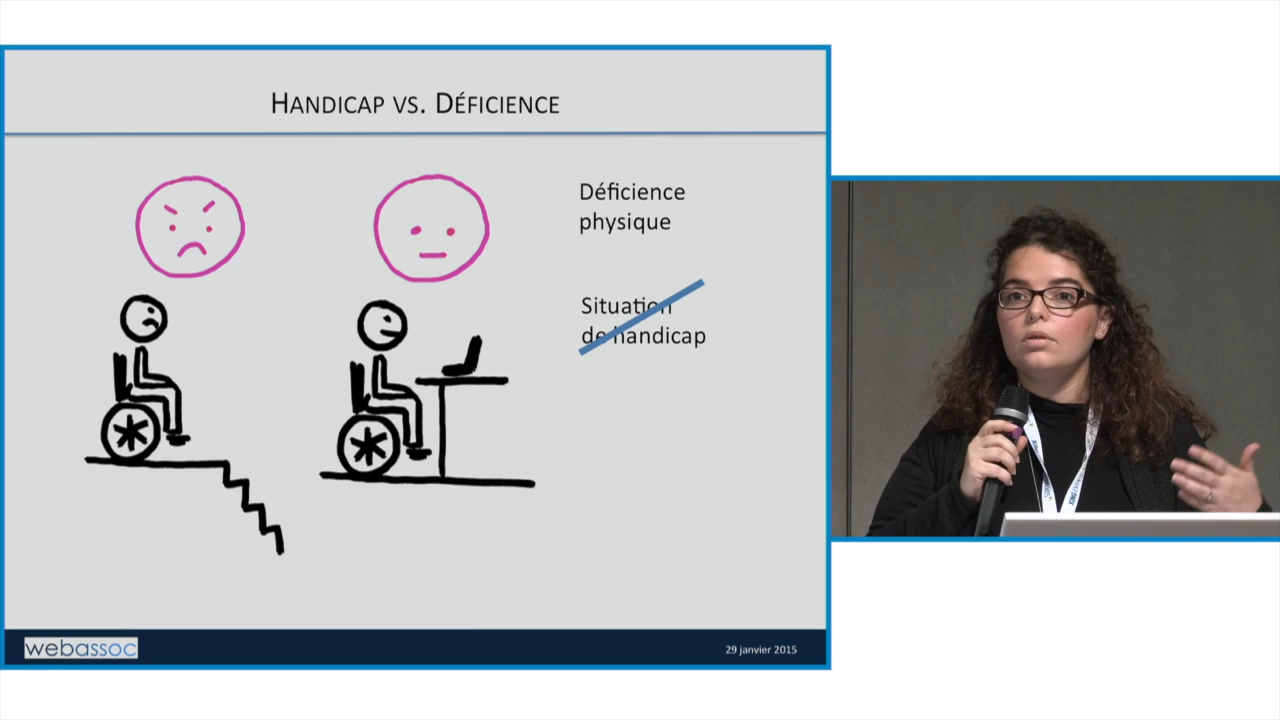 HANDICAP VS. DÉFICIENCE
Déficience
physique
Situation
de handicap
webassoc
29 janvier 2015